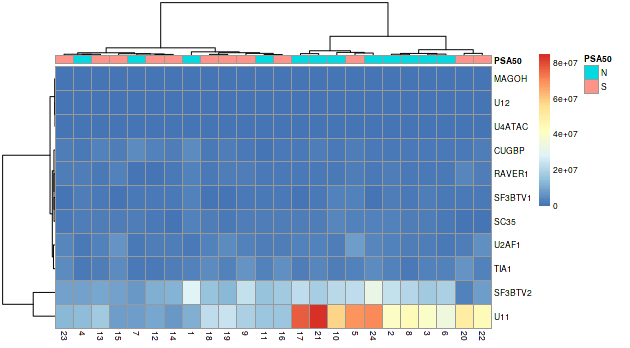 PSA50
MAGOH
U12
U4ATAC
CUGBP
RAVER1
SF3BTV1
SC35
U2AF1
TIA1
SF3BTV2
U11
23 4 13 15 7 12 14 1 18 19 9 11 16 17 21 10 5 24 2 8 3 6 20 22
8e+07
6e+07
4e+07
2e+07
0
PSA50
N
S